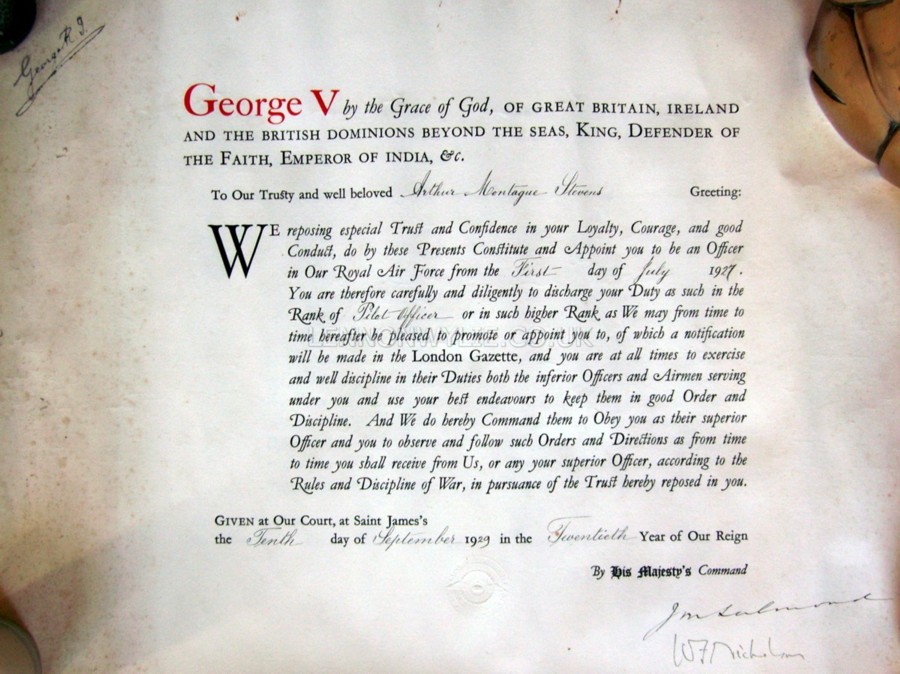 George R. I.
George V by the Grace of God, OF GREAT BRITAIN, IRELAND
AND THE BRITISH DOMINIONS BEYOND THE SEAS, KING, DEFENDER OF
THE FAITH, EMPEROR OF INDIA, &c.
To Our Trusty and well beloved Arthur Montague Stevens Greeting:
WE reposing especial Trust and Confidence in your Loyalty, Courage, and good
Conduct, do by these Presents Constitute and Appoint you to be an Officer
in Our Royal Air Force from the First day of July 1927.
You are therefore carefully and diligently to discharge your Duty as such in the
Rank of Pilot Officer or in such higher Rank as We may from time to
time hereafter be pleased to promote or appoint you to, of which a notification
will be made in the London Gazette, and you are at all times to exercise
and well discipline in their Duties both the inferior Officers and Airmen serving
under you and use your best endeavours to keep them in good Order and
Discipline. And We do hereby Command them to Obey you as their superior
Officer and you to observe and follow such Orders and Directions as from time
to time you shall receive from Us, or any your superior Officer, according to the
Rules and Discipline of War, in pursuance of the Trust hereby reposed in you.
GIVEN at Our Court, at Saint James's
the Tenth day of September 1929 in the Twentieth Year of Our Reign
By His Majesty's Command